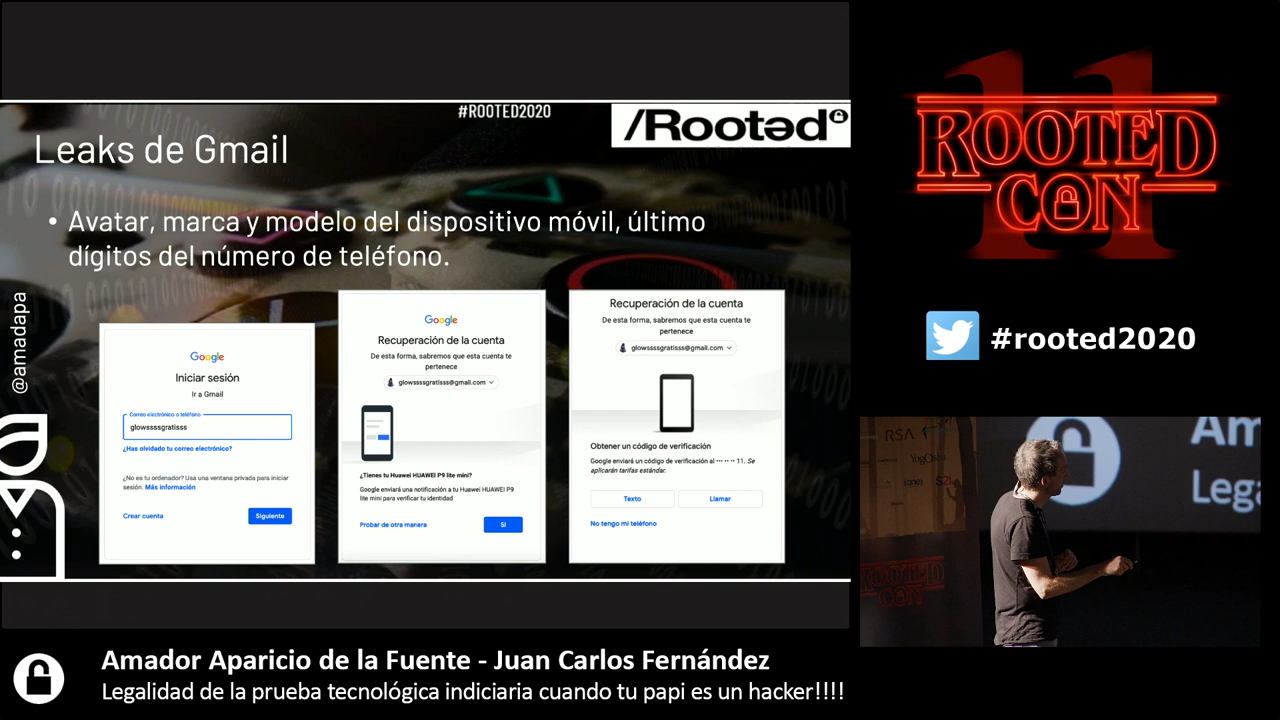 #ROOTED2020
/Rootəd
Leaks de Gmail
• Avatar, marca y modelo del dispositivo móvil, último
dígitos del número de teléfono.
@amadapa
Google
Iniciar sesión
Ir a Gmail
Correo electrónico o teléfono
glowssssgratisss
¿Has olvidado tu correo electrónico?
¿No es tu ordenador? Usa una ventana privada para iniciar
sesión. Más información
Crear cuenta
Siguiente
Google
Recuperación de la cuenta
De esta forma, sabremos que esta cuenta te
pertenece
glowssssgratisss@gmail.com
¿Tienes tu Huawei HUAWEI P9 lite mini?
Google enviará una notificación a tu Huawei HUAWEI P9
lite mini para verificar tu identidad
Probar de otra manera
Sí
Recuperación de la cuenta
De esta forma, sabremos que esta cuenta te
pertenece
glowssssgratisss@gmail.com
Obtener un código de verificación
Google enviará un código de verificación al ••• •• •• 11. Se
aplicarán tarifas estándar.
Texto
Llamar
No tengo mi teléfono
11
ROOTED
CON
#rooted2020
RSA
Am
Lega
ROOTED
CON
Amador Aparicio de la Fuente - Juan Carlos Fernández
Legalidad de la prueba tecnológica indiciaria cuando tu papi es un hacker!!!!